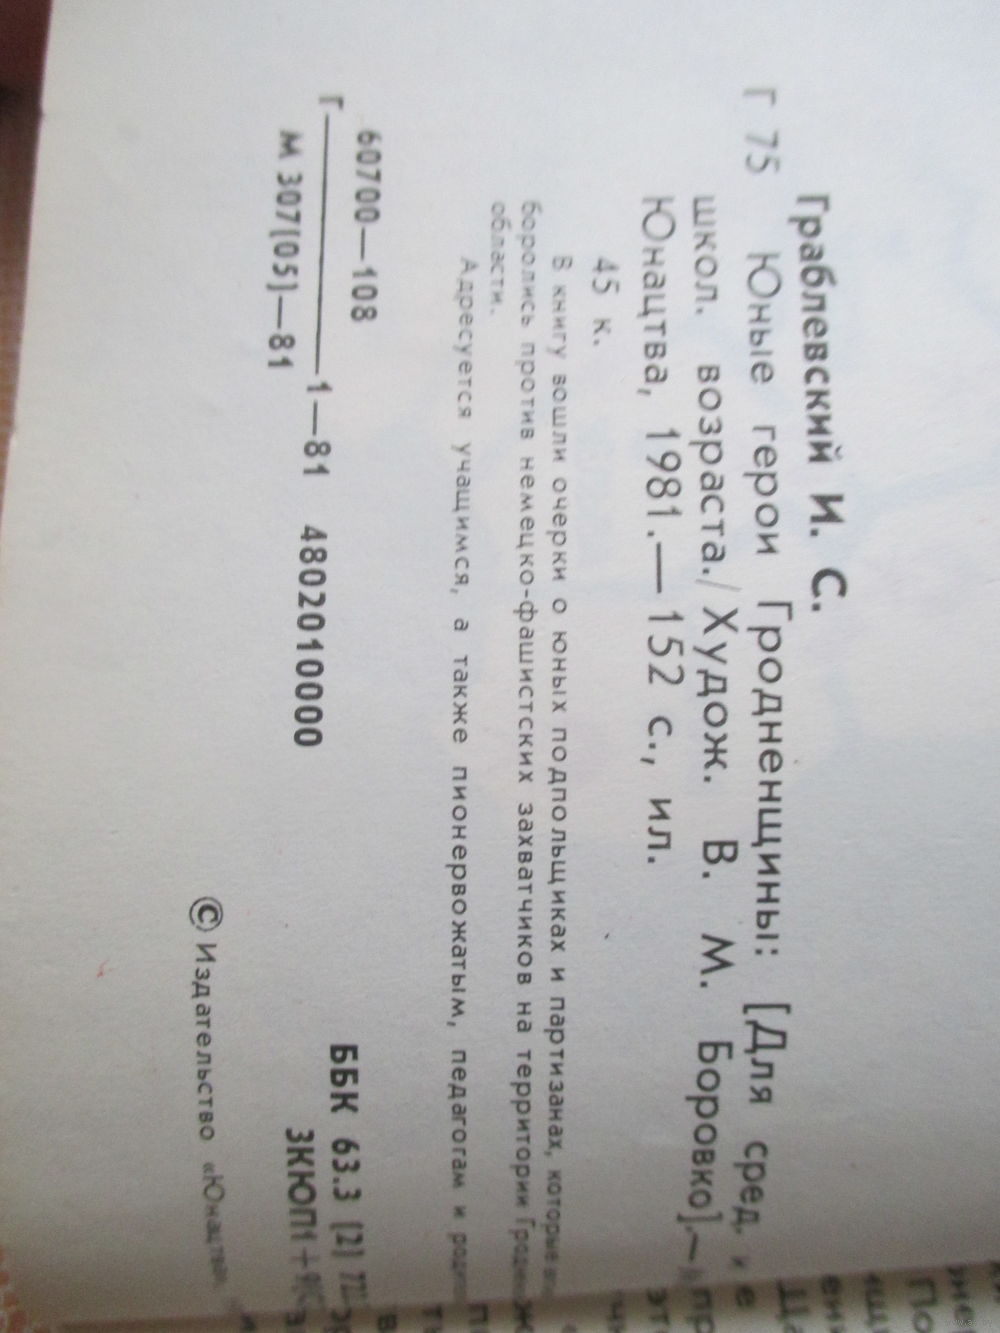 Граблевский И. С.
Г 75 Юные герои Гродненщины: [Для сред. и
школ. возраста./ Худож. В. М. Боровко].—
Юнацтва, 1981.— 152 с., ил.
45 к.
В книгу вошли очерки о юных подпольщиках и партизанах, которые
боролись против немецко-фашистских захватчиков на территории
области.
Адресуется учащимся, а также пионервожатым, педагогам и
60700—108
Г 1—81 4802010000
М 307(05)—81
ББК 63.3 (2)
ЗКЮП1+
© Издательство «Юнацтва»,